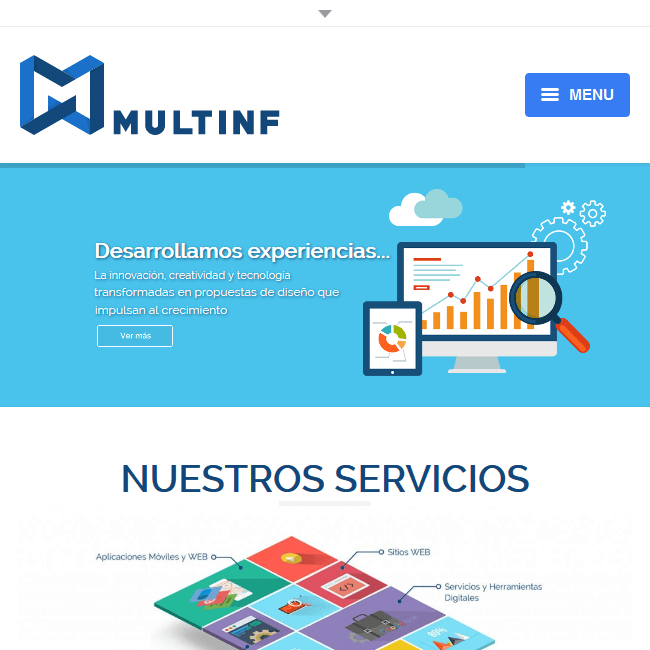 MULTINF
MENU
Desarrollamos experiencias...
La innovación, creatividad y tecnología
transformadas en propuestas de diseño que
impulsan al crecimiento
Ver más
NUESTROS SERVICIOS
Aplicaciones Móviles y WEB
Sitios WEB
</>
Servicios y Herramientas
Digitales
80%